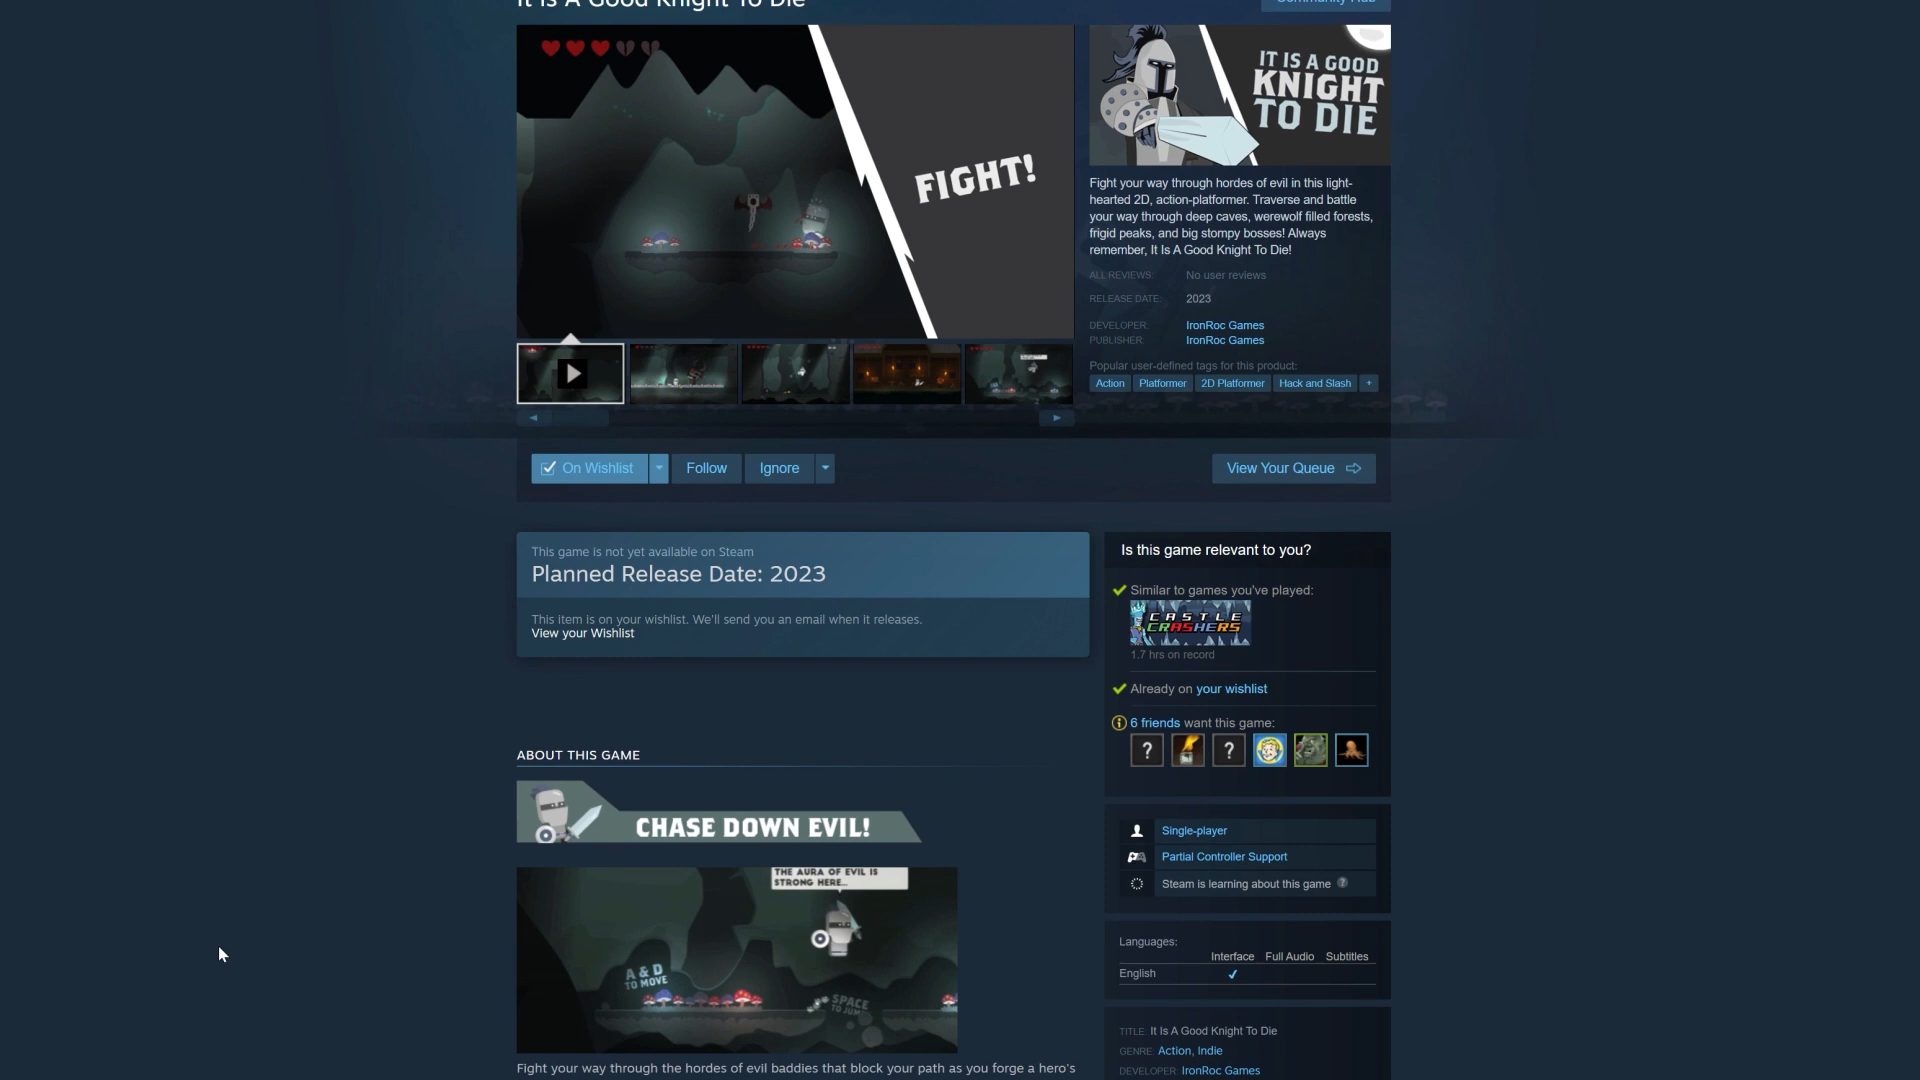 It Is A Good Knight To Die
Community Hub
FIGHT!
IT IS A GOOD
KNIGHT
TO DIE
Fight your way through hordes of evil in this light-
hearted 2D, action-platformer. Traverse and battle
your way through deep caves, werewolf filled forests,
frigid peaks, and big stompy bosses! Always
remember, It Is A Good Knight To Die!
ALL REVIEWS: No user reviews
RELEASE DATE: 2023
DEVELOPER: IronRoc Games
PUBLISHER: IronRoc Games
Popular user-defined tags for this product:
Action Platformer 2D Platformer Hack and Slash +
On Wishlist Follow Ignore View Your Queue
This game is not yet available on Steam
Planned Release Date: 2023
This item is on your wishlist. We'll send you an email when it releases.
View your Wishlist
Is this game relevant to you?
Similar to games you've played:
CASTLE
CRASHERS
1.7 hrs on record
Already on your wishlist
6 friends want this game:
? ?
ABOUT THIS GAME
CHASE DOWN EVIL!
THE AURA OF EVIL IS
STRONG HERE...
A & D
TO MOVE
SPACE
TO JUMP
Fight your way through the hordes of evil baddies that block your path as you forge a hero's
Single-player
Partial Controller Support
Steam is learning about this game ?
Languages:
Interface Full Audio Subtitles
English ✔
TITLE: It Is A Good Knight To Die
GENRE: Action, Indie
DEVELOPER: IronRoc Games